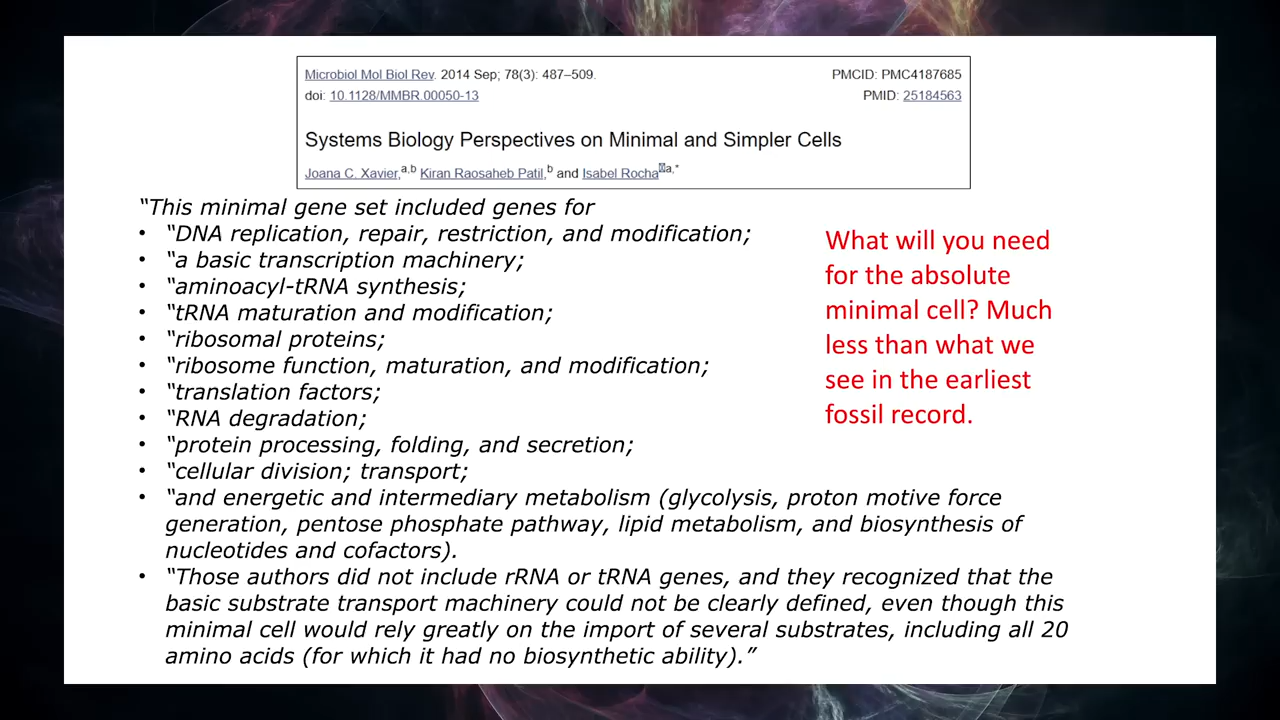 Microbiol Mol Biol Rev. 2014 Sep; 78(3): 487–509.
PMCID: PMC4187685
doi: 10.1128/MMBR.00050-13
PMID: 25184563
Systems Biology Perspectives on Minimal and Simpler Cells
Joana C. Xavier,a,b Kiran Raosaheb Patil,b and Isabel Rochaa,*
“This minimal gene set included genes for
• “DNA replication, repair, restriction, and modification;
• “a basic transcription machinery;
• “aminoacyl-tRNA synthesis;
• “tRNA maturation and modification;
• “ribosomal proteins;
• “ribosome function, maturation, and modification;
• “translation factors;
• “RNA degradation;
• “protein processing, folding, and secretion;
• “cellular division; transport;
• “and energetic and intermediary metabolism (glycolysis, proton motive force
generation, pentose phosphate pathway, lipid metabolism, and biosynthesis of
nucleotides and cofactors).
• “Those authors did not include rRNA or tRNA genes, and they recognized that the
basic substrate transport machinery could not be clearly defined, even though this
minimal cell would rely greatly on the import of several substrates, including all 20
amino acids (for which it had no biosynthetic ability).”
What will you need
for the absolute
minimal cell? Much
less than what we
see in the earliest
fossil record.